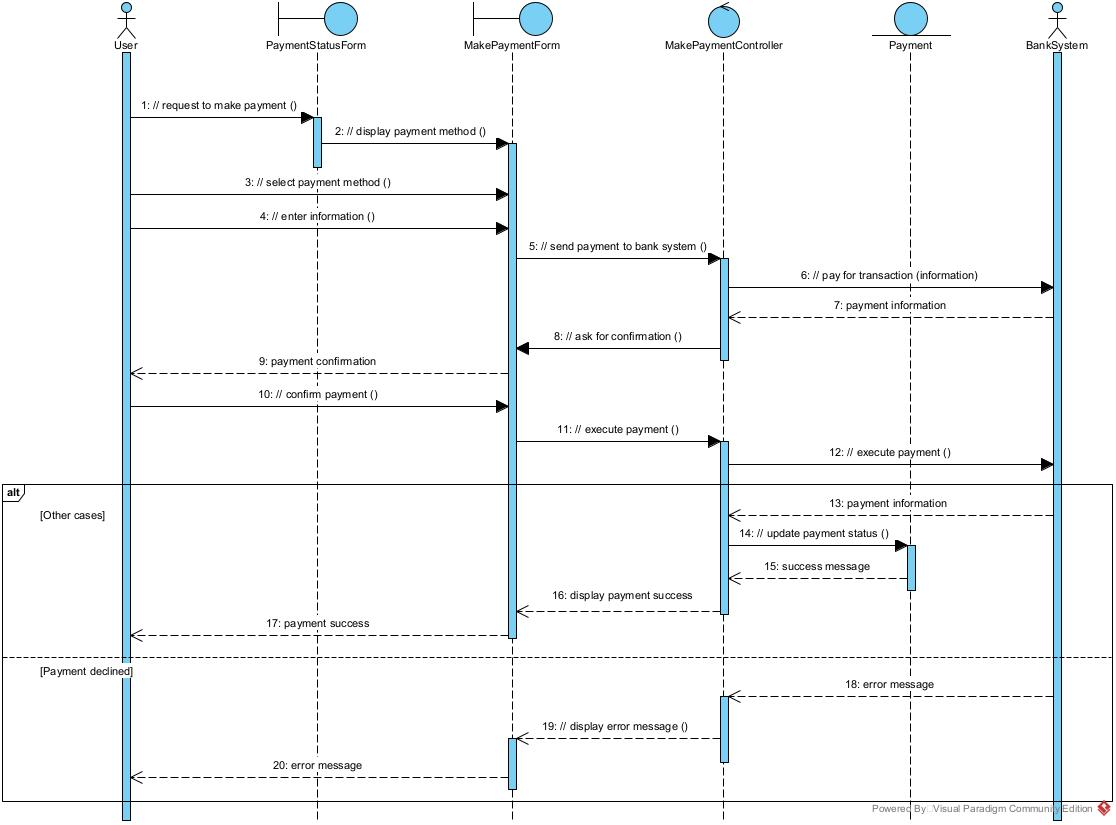 User
PaymentStatusForm
MakePaymentForm
MakePaymentController
Payment
BankSystem
1: // request to make payment ()
2: // display payment method ()
3: // select payment method ()
4: // enter information ()
5: // send payment to bank system ()
6: // pay for transaction (information)
7: payment information
8: // ask for confirmation ()
9: payment confirmation
10: // confirm payment ()
11: // execute payment ()
12: // execute payment ()
alt
13: payment information
[Other cases]
14: // update payment status ()
15: success message
16: display payment success
17: payment success
[Payment declined]
18: error message
19: // display error message ()
20: error message
Powered By Visual Paradigm Community Edition